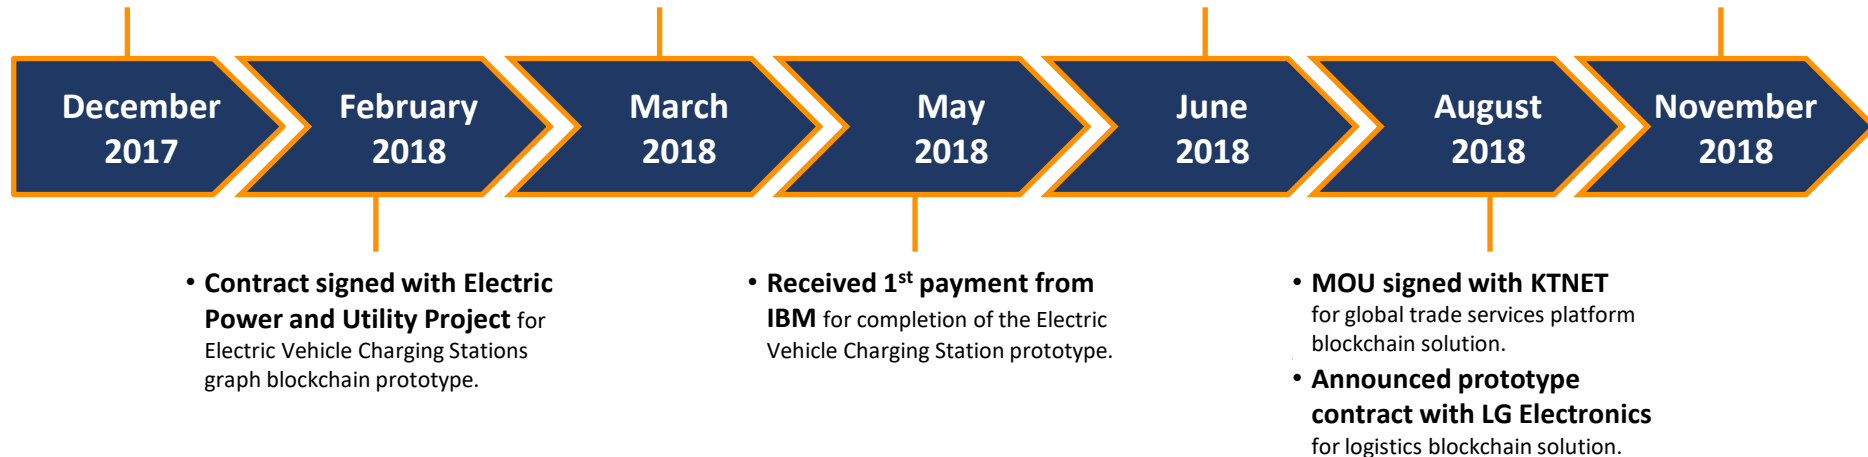 December
2017
February
2018
March
2018
May
2018
June
2018
August
2018
November
2018
• Contract signed with Electric
Power and Utility Project for
Electric Vehicle Charging Stations
graph blockchain prototype.
• Received 1st payment from
IBM for completion of the Electric
Vehicle Charging Station prototype.
• MOU signed with KTNET
for global trade services platform
blockchain solution.
• Announced prototype
contract with LG Electronics
for logistics blockchain solution.